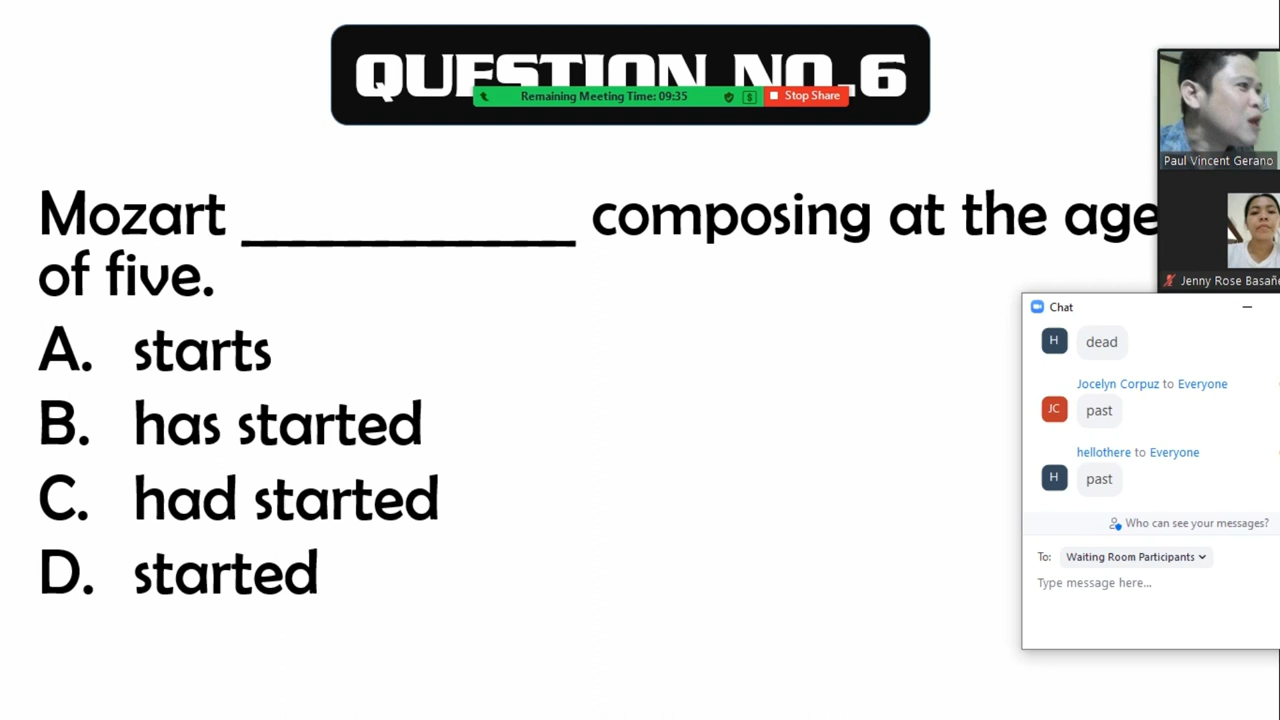 QUESTION NO.6
Remaining Meeting Time: 09:35
Stop Share
Mozart ____________ composing at the age
of five.
A. starts
B. has started
C. had started
D. started
Paul Vincent Gerano
Jenny Rose
Chat
H
dead
Jocelyn Corpuz to Everyone
JC
past
hellothere to Everyone
H
past
Who can see your messages?
To: Waiting Room Participants
Type message here...